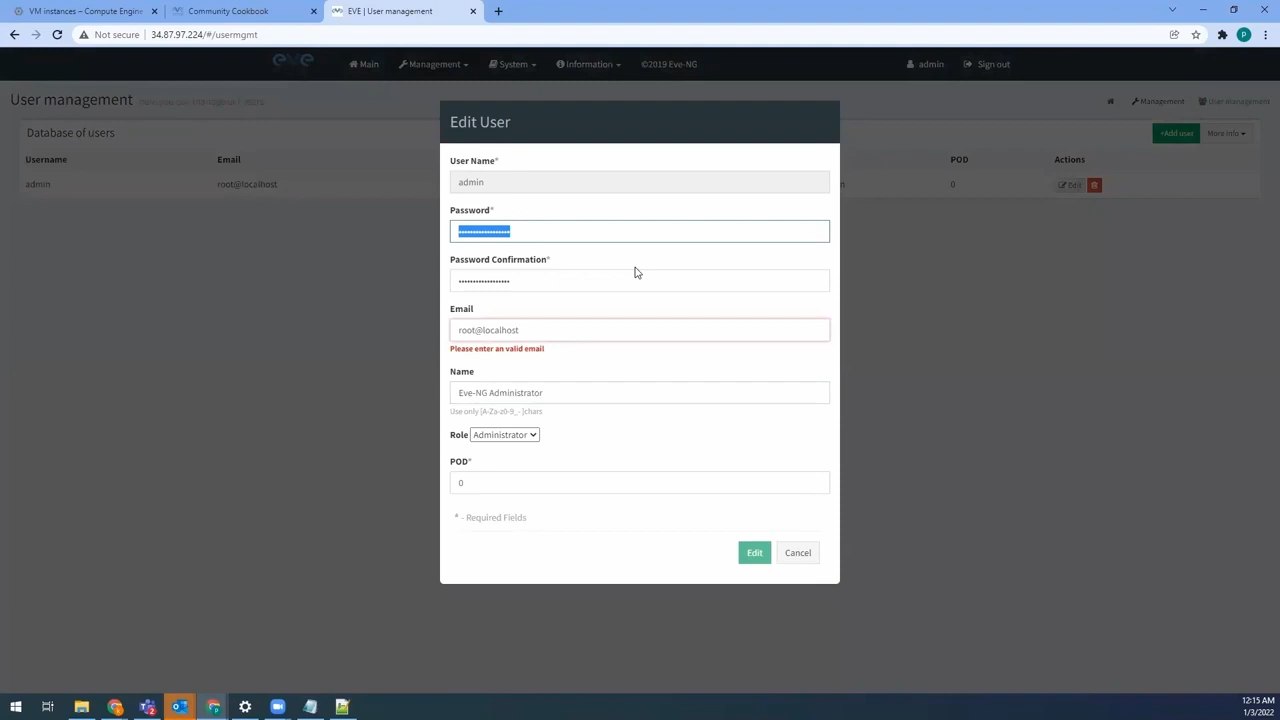 VM instances – Compute Engine
Community Cookbook
EVE | User management
Not secure
34.87.97.224/#/usermgmt
eve
Main
Management
System
Information
©2019 Eve-NG
admin
Sign out
User management
Management
User management
Database of users
+Add user
More info
Username
Email
POD
Actions
admin
root@localhost
0
Edit
Edit User
User Name*
admin
Password*
••••••••••••••••••
Password Confirmation*
••••••••••••••••••
Email
root@localhost
Please enter an valid email
Name
Eve-NG Administrator
Use only [A-Za-z0-9_- ]chars
Role Administrator
POD*
0
* - Required Fields
Edit
Cancel
12:15 AM
1/3/2022